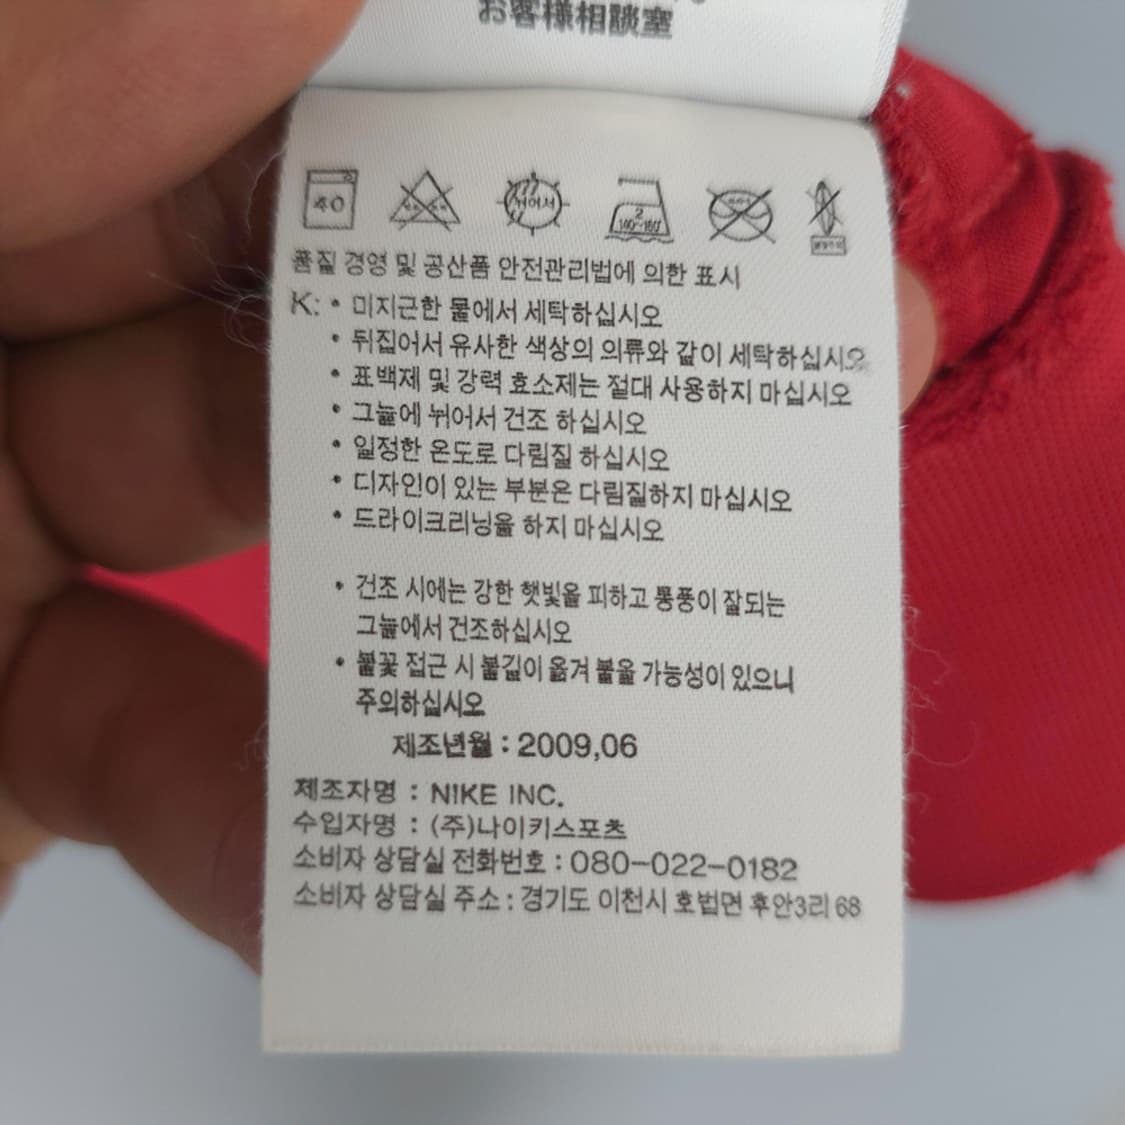 お客様相談室
40
뉘어서
2
140~160°
품질 경영 및 공산품 안전관리법에 의한 표시
K: • 미지근한 물에서 세탁하십시오
• 뒤집어서 유사한 색상의 의류와 같이 세탁하십시오
• 표백제 및 강력 효소제는 절대 사용하지 마십시오
• 그늘에 뉘어서 건조 하십시오
• 일정한 온도로 다림질 하십시오
• 디자인이 있는 부분은 다림질하지 마십시오
• 드라이크리닝을 하지 마십시오
• 건조 시에는 강한 햇빛을 피하고 통풍이 잘되는
그늘에서 건조하십시오
• 불꽃 접근 시 불길이 옮겨 붙을 가능성이 있으니
주의하십시오
제조년월 : 2009,06
제조자명 : NIKE INC.
수입자명 : (주)나이키스포츠
소비자 상담실 전화번호 : 080-022-0182
소비자 상담실 주소 : 경기도 이천시 호법면 후안3리 68